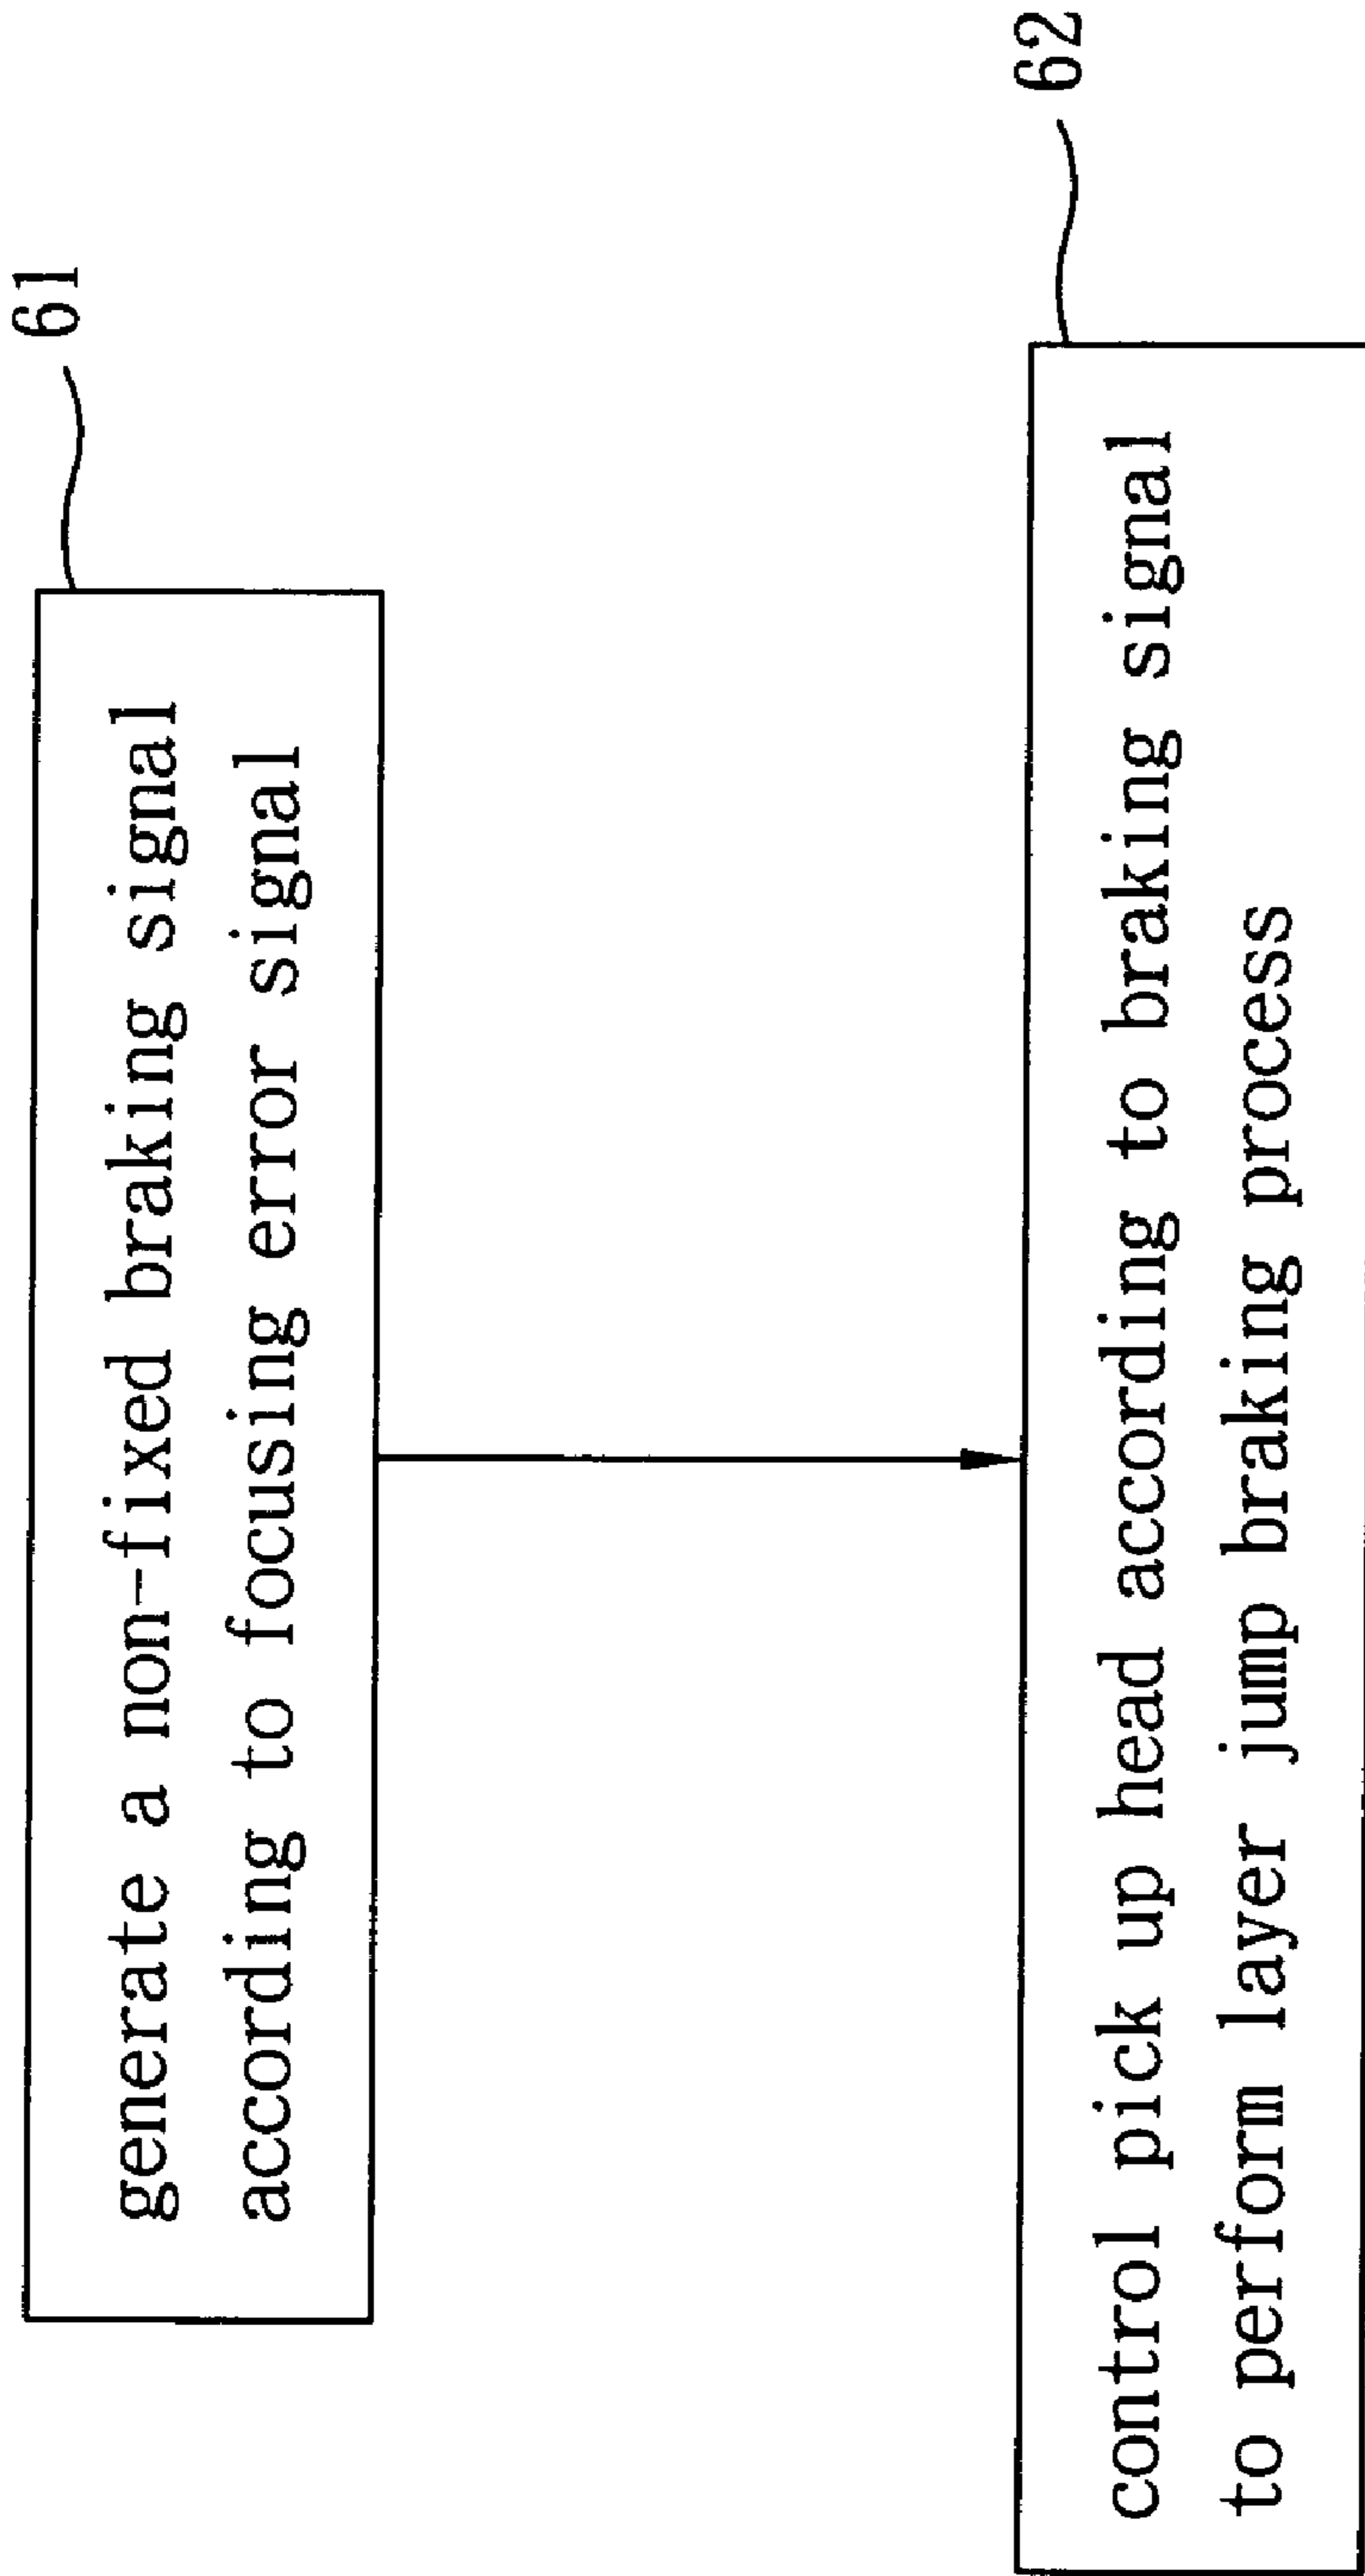 61
generate a non-fixed braking signal
according to focusing error signal
62
control pick up head according to braking signal
to perform layer jump braking process